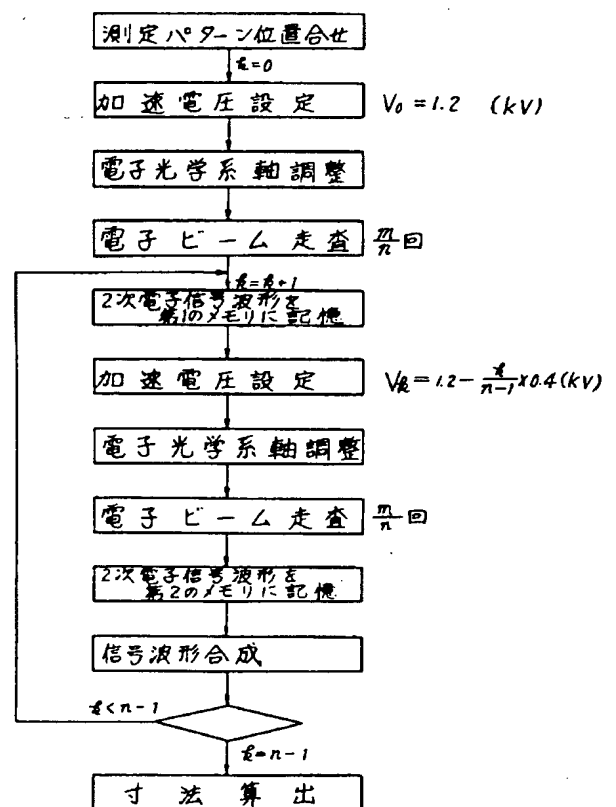 測定パターン位置合せ
k=0
加速電圧設定 V₀=1.2 (kV)
電子光学系軸調整
電子ビーム走査 m/n回
k=k+1
2次電子信号波形を
第1のメモリに記憶
加速電圧設定 Vk=1.2-k/(n-1)×0.4(kV)
電子光学系軸調整
電子ビーム走査 m/n回
2次電子信号波形を
第2のメモリに記憶
信号波形合成
k<n-1
k=n-1
寸法算出